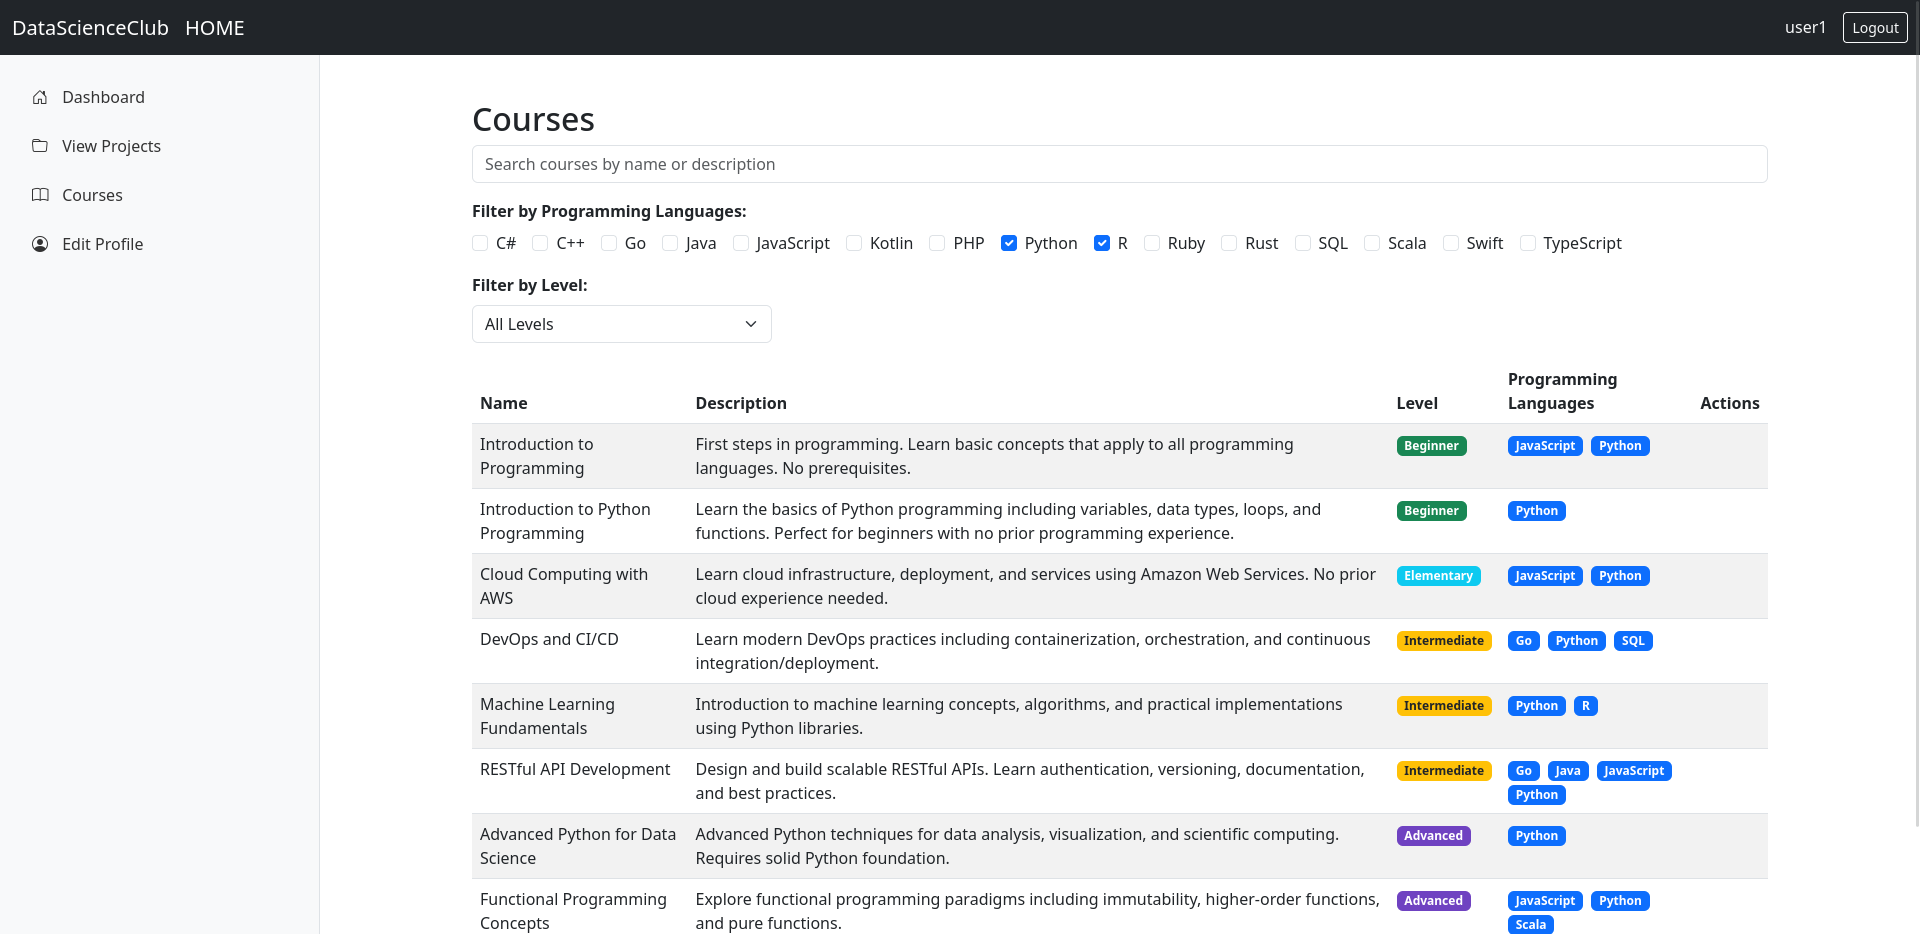 DataScienceClub HOME user1 Logout
Dashboard
View Projects
Courses
Edit Profile
Courses
Search courses by name or description
Filter by Programming Languages:
C# C++ Go Java JavaScript Kotlin PHP Python R Ruby Rust SQL Scala Swift TypeScript
Filter by Level:
All Levels
Name Description Level Programming Languages Actions
Introduction to Programming
First steps in programming. Learn basic concepts that apply to all programming
languages. No prerequisites.
Beginner
JavaScript Python
Introduction to Python
Programming
Learn the basics of Python programming including variables, data types, loops, and
functions. Perfect for beginners with no prior programming experience.
Beginner
Python
Cloud Computing with
AWS
Learn cloud infrastructure, deployment, and services using Amazon Web Services. No prior
cloud experience needed.
Elementary
JavaScript Python
DevOps and CI/CD
Learn modern DevOps practices including containerization, orchestration, and continuous
integration/deployment.
Intermediate
Go Python SQL
Machine Learning
Fundamentals
Introduction to machine learning concepts, algorithms, and practical implementations
using Python libraries.
Intermediate
Python R
RESTful API Development
Design and build scalable RESTful APIs. Learn authentication, versioning, documentation,
and best practices.
Intermediate
Go Java JavaScript
Python
Advanced Python for Data
Science
Advanced Python techniques for data analysis, visualization, and scientific computing.
Requires solid Python foundation.
Advanced
Python
Functional Programming
Concepts
Explore functional programming paradigms including immutability, higher-order functions,
and pure functions.
Advanced
JavaScript Python
Scala